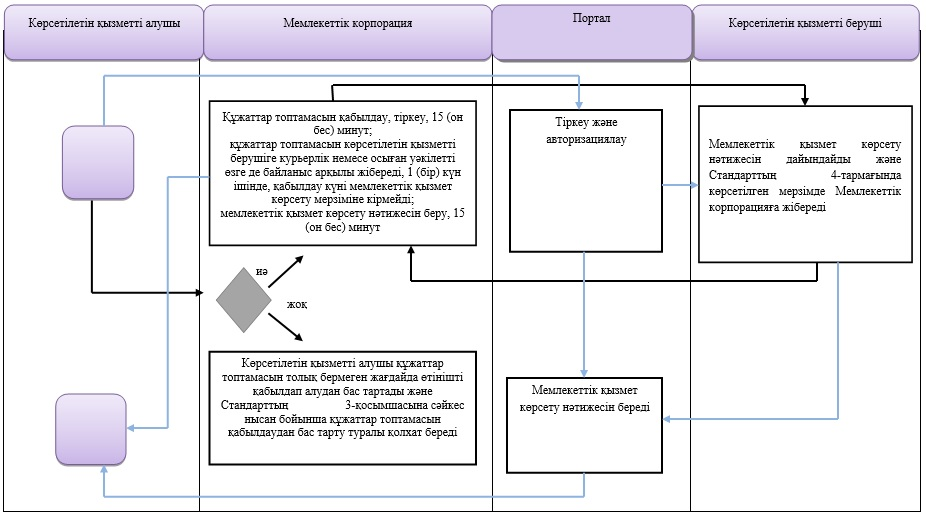 Көрсетілетін қызметті алушы
Мемлекеттік корпорация
Портал
Көрсетілетін қызметті беруші
Құжаттар топтамасын қабылдау, тіркеу, 15 (он
бес) минут;
құжаттар топтамасын көрсетілетін қызметті
берушіге курьерлік немесе осыған уәкілетті
өзге де байланыс арқылы жібереді, 1 (бір) күн
ішінде, қабылдау күні мемлекеттік қызмет
көрсету мерзіміне кірмейді;
мемлекеттік қызмет көрсету нәтижесін беру, 15
(он бес) минут
Тіркеу және
авторизациялау
Мемлекеттік қызмет көрсету
нәтижесін дайындайды және
Стандарттың 4-тармағында
көрсетілген мерзімде Мемлекеттік
корпорацияға жібереді
иә
жоқ
Көрсетілетін қызметті алушы құжаттар
топтамасын толық бермеген жағдайда өтінішті
қабылдап алудан бас тартады және
Стандарттың 3-қосымшасына сәйкес
нысан бойынша құжаттар топтамасын
қабылдаудан бас тарту туралы қолхат береді
Мемлекеттік қызмет
көрсету нәтижесін береді